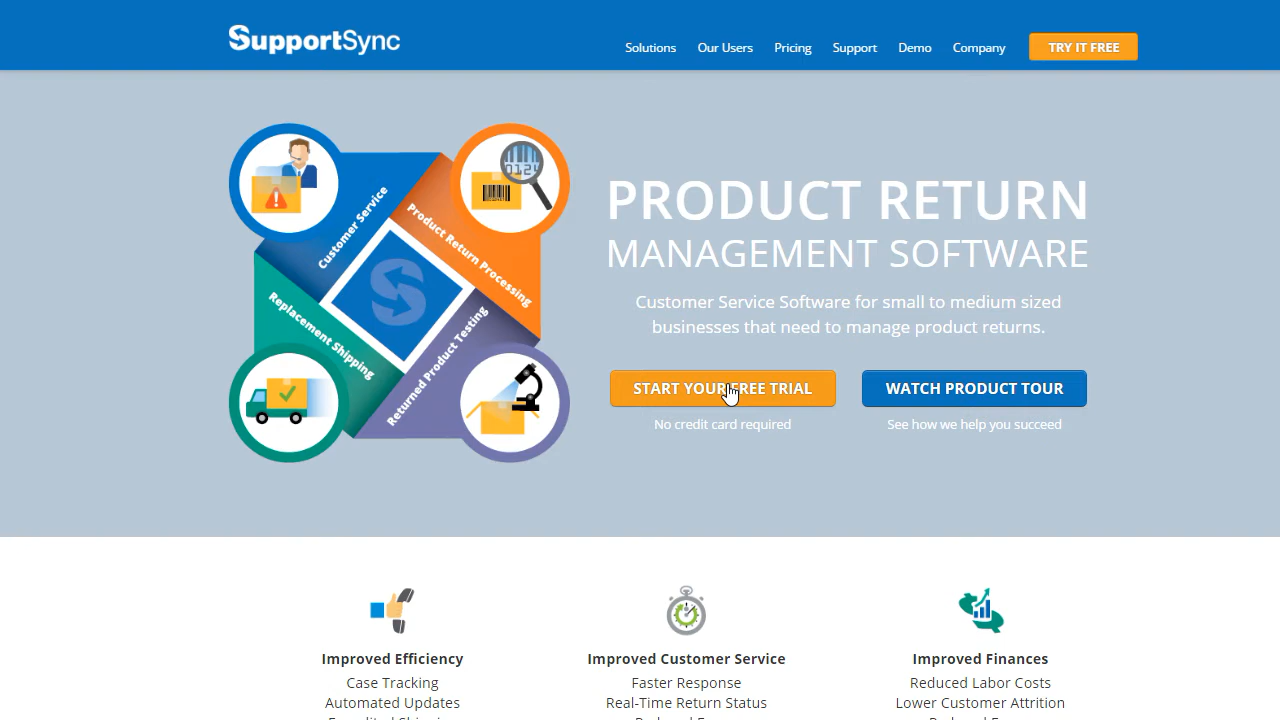 SupportSync
Solutions Our Users Pricing Support Demo Company TRY IT FREE
Customer Service
Product Return Processing
Replacement Shipping
Returned Product Testing
PRODUCT RETURN
MANAGEMENT SOFTWARE
Customer Service Software for small to medium sized
businesses that need to manage product returns.
START YOUR FREE TRIAL
WATCH PRODUCT TOUR
No credit card required
See how we help you succeed
Improved Efficiency
Case Tracking
Automated Updates
Improved Customer Service
Faster Response
Real-Time Return Status
Improved Finances
Reduced Labor Costs
Lower Customer Attrition